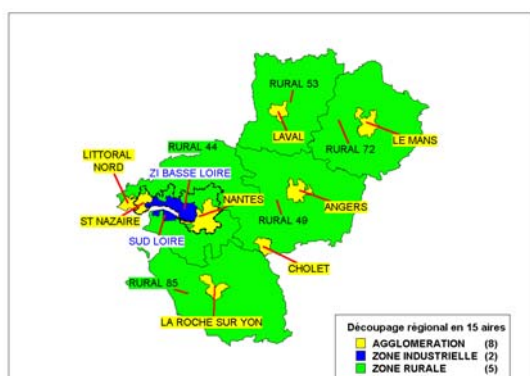 RURAL 53
LAVAL
LE MANS
RURAL 72
RURAL 44
LITTORAL
NORD
ZI BASSE LOIRE
NANTES
ANGERS
ST NAZAIRE
RURAL 49
SUD LOIRE
CHOLET
RURAL 85
LA ROCHE SUR YON
Découpage régional en 15 aires
AGGLOMERATION (8)
ZONE INDUSTRIELLE (2)
ZONE RURALE (5)